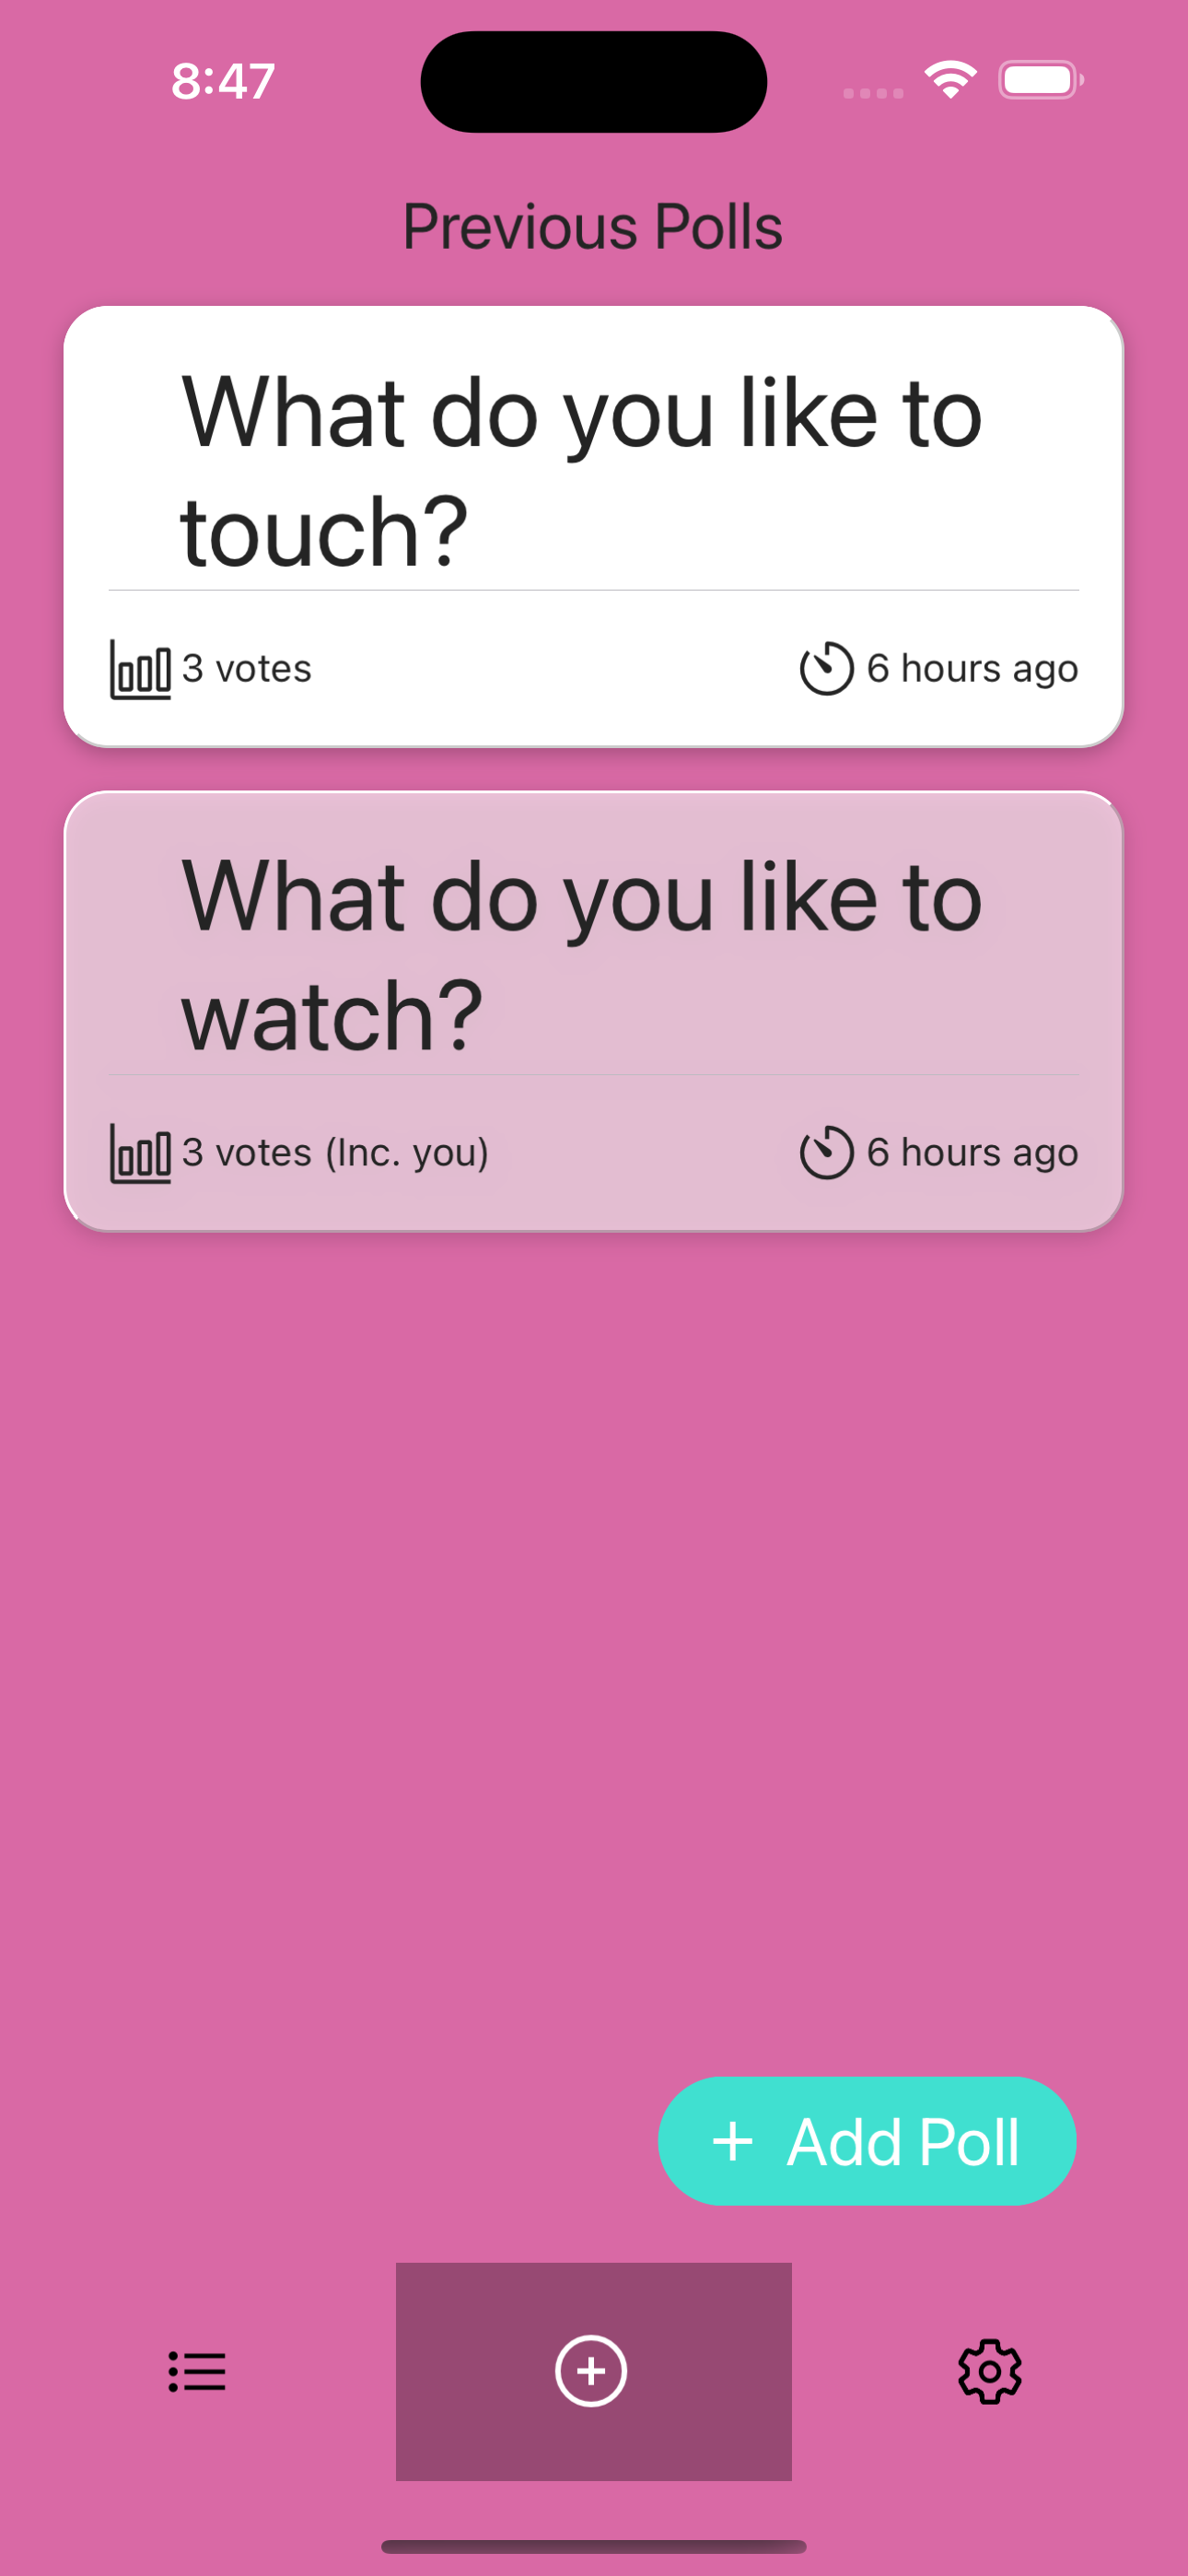 8:47
Previous Polls
What do you like to
touch?
3 votes
6 hours ago
What do you like to
watch?
3 votes (Inc. you)
6 hours ago
+ Add Poll